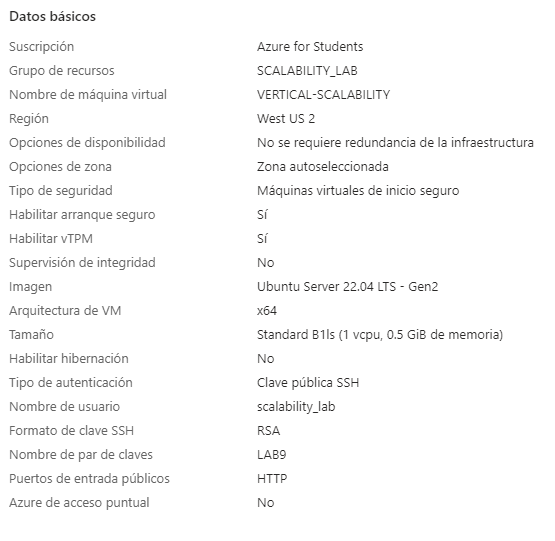 Datos básicos
Suscripción Azure for Students
Grupo de recursos SCALABILITY_LAB
Nombre de máquina virtual VERTICAL-SCALABILITY
Región West US 2
Opciones de disponibilidad No se requiere redundancia de la infraestructura
Opciones de zona Zona autoseleccionada
Tipo de seguridad Máquinas virtuales de inicio seguro
Habilitar arranque seguro Sí
Habilitar vTPM Sí
Supervisión de integridad No
Imagen Ubuntu Server 22.04 LTS - Gen2
Arquitectura de VM x64
Tamaño Standard B1ls (1 vcpu, 0.5 GiB de memoria)
Habilitar hibernación No
Tipo de autenticación Clave pública SSH
Nombre de usuario scalability_lab
Formato de clave SSH RSA
Nombre de par de claves LAB9
Puertos de entrada públicos HTTP
Azure de acceso puntual No